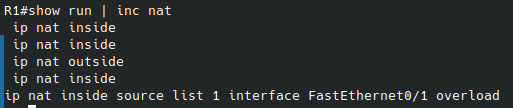 R1#show run | inc nat
 ip nat inside
 ip nat inside
 ip nat outside
 ip nat inside
ip nat inside source list 1 interface FastEthernet0/1 overload